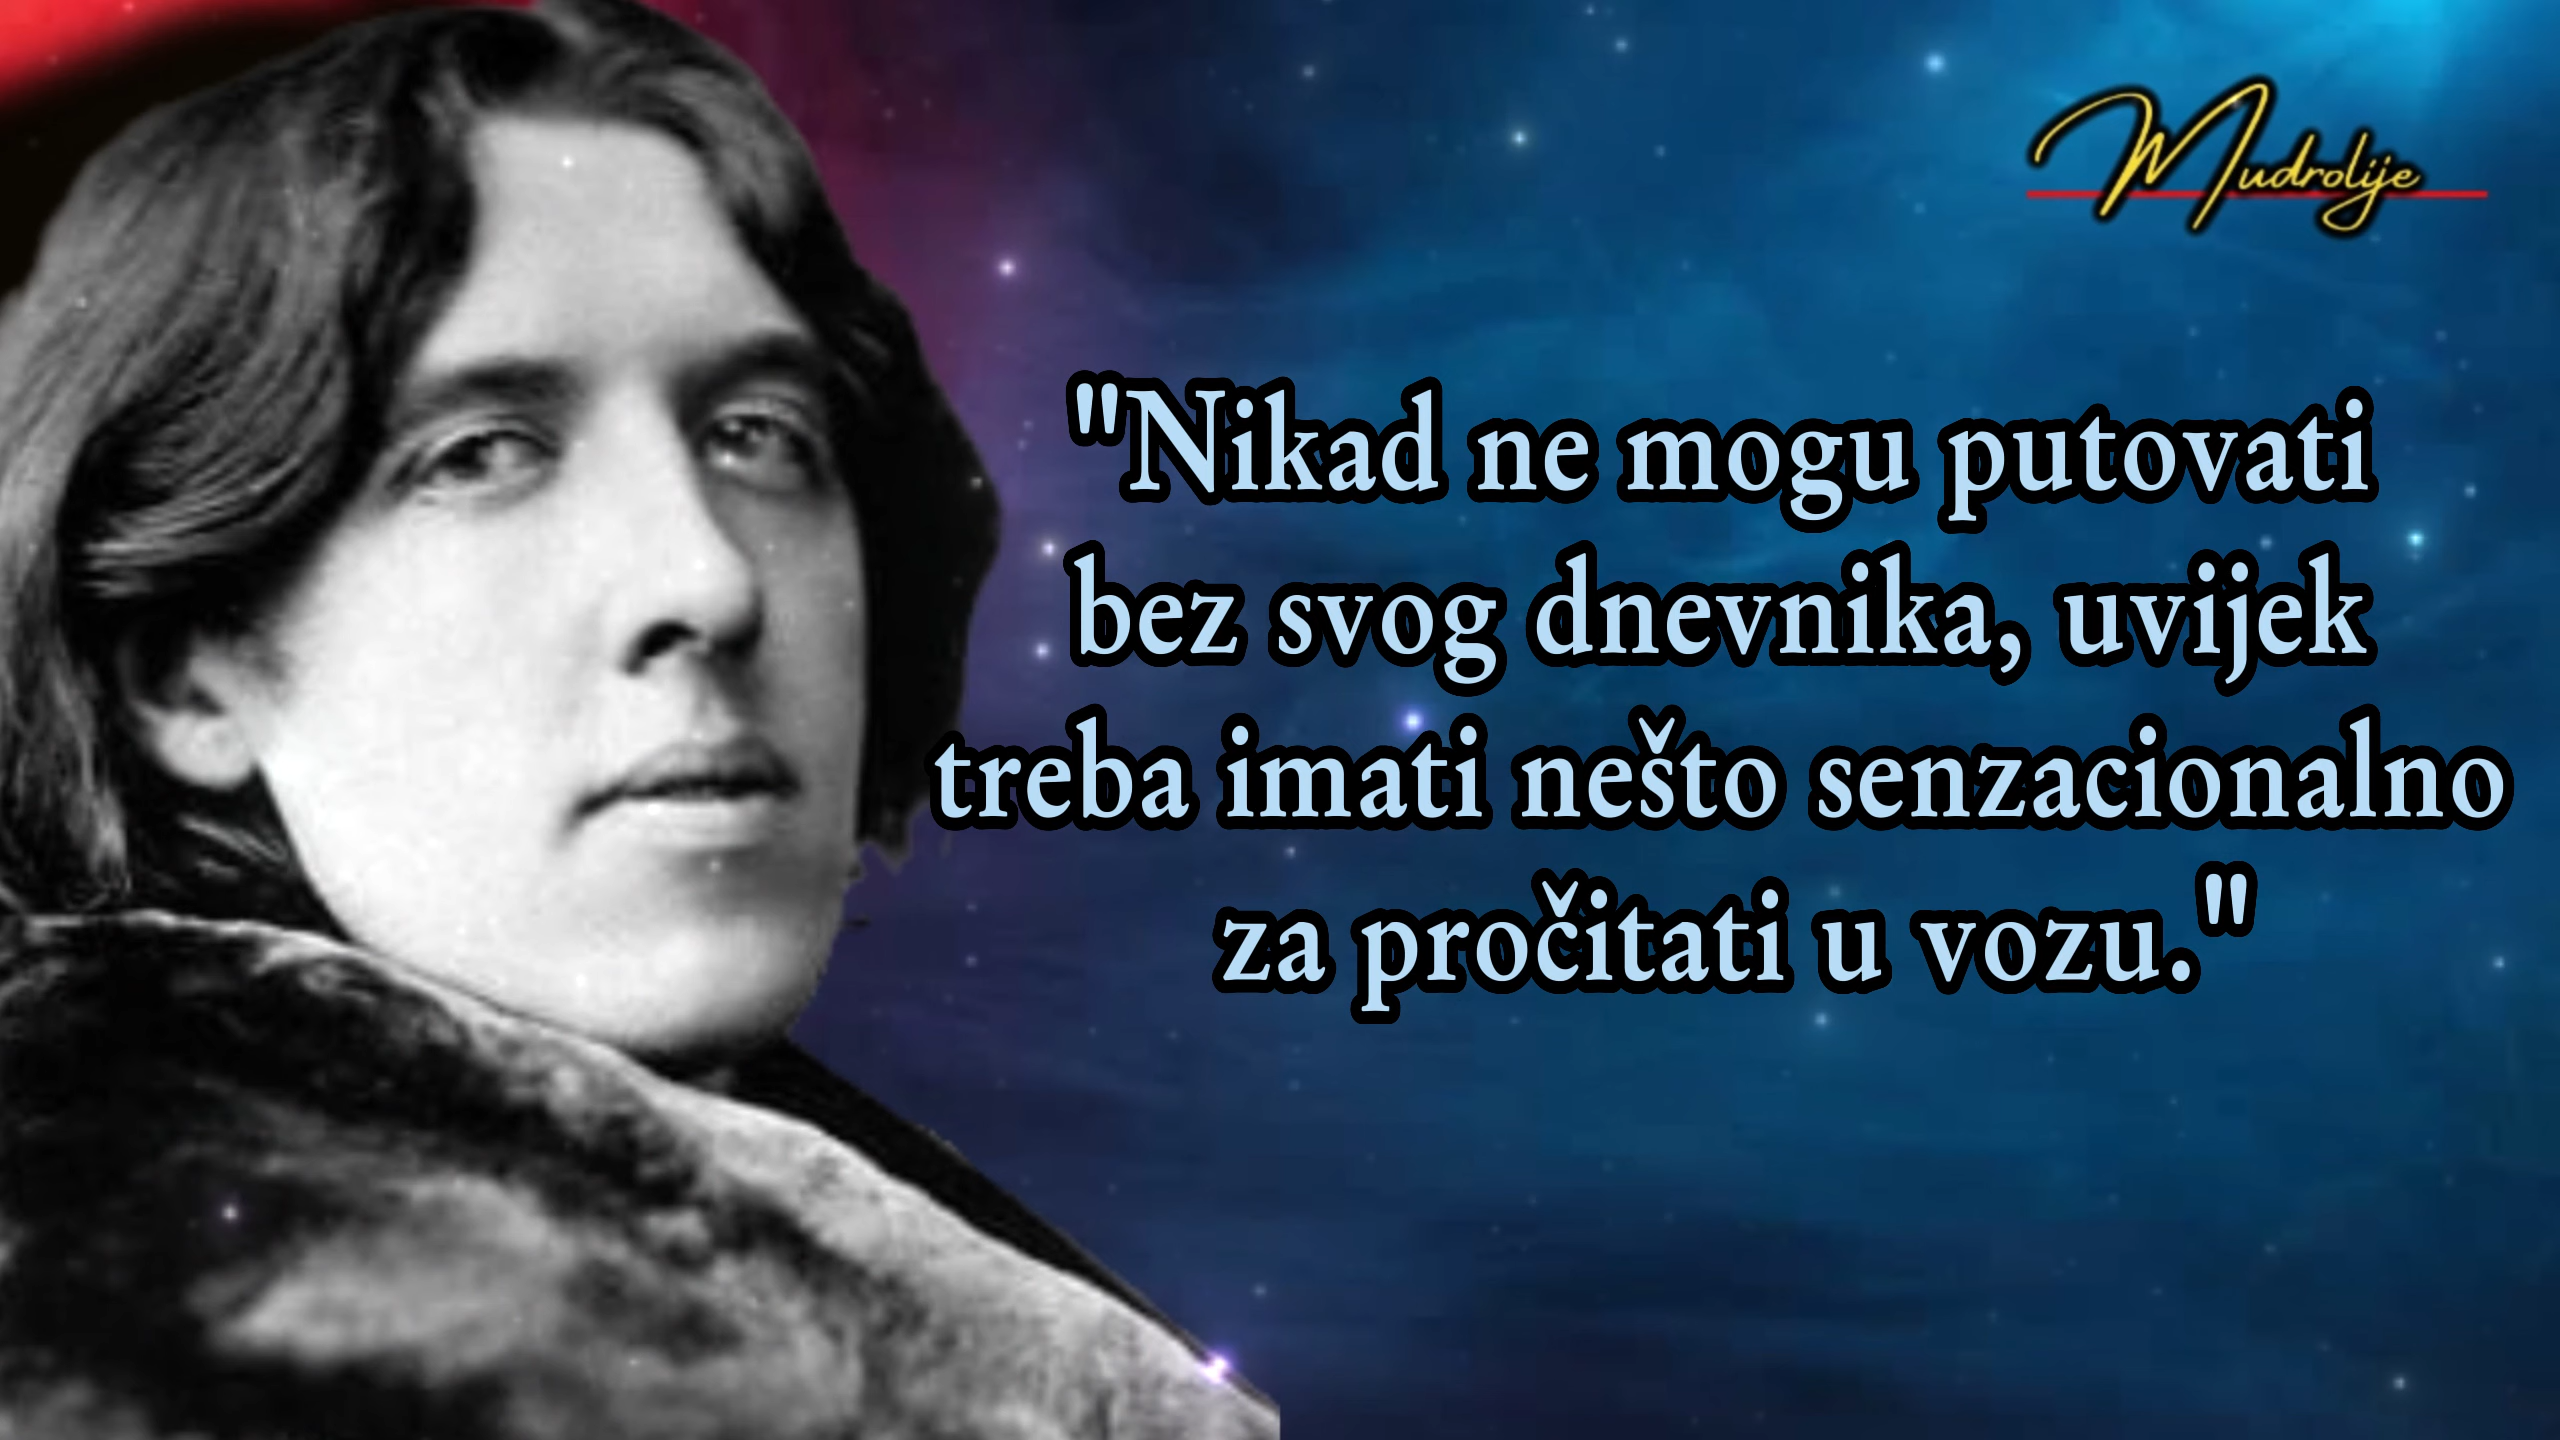 Mudrolije
"Nikad ne mogu putovati
bez svog dnevnika, uvijek
treba imati nešto senzacionalno
za pročitati u vozu."